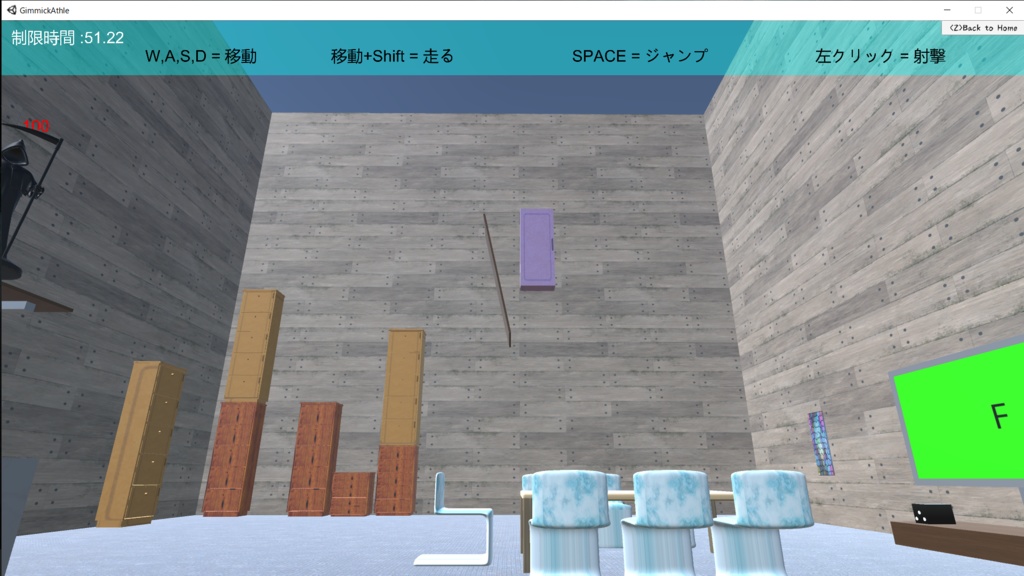 GimmickAthle
(Z)Back to Home
制限時間 :51.22
W,A,S,D = 移動
移動+Shift = 走る
SPACE = ジャンプ
左クリック = 射撃
100
F